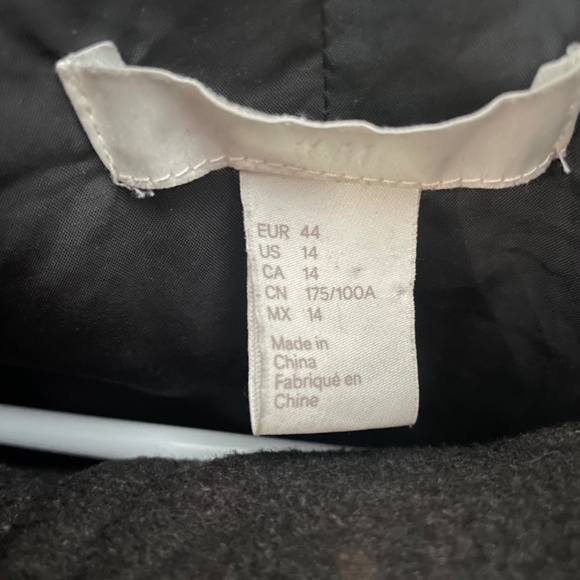 EUR 44
US 14
CA 14
CN 175/100A
MX 14
Made in
China
Fabriqué en
Chine